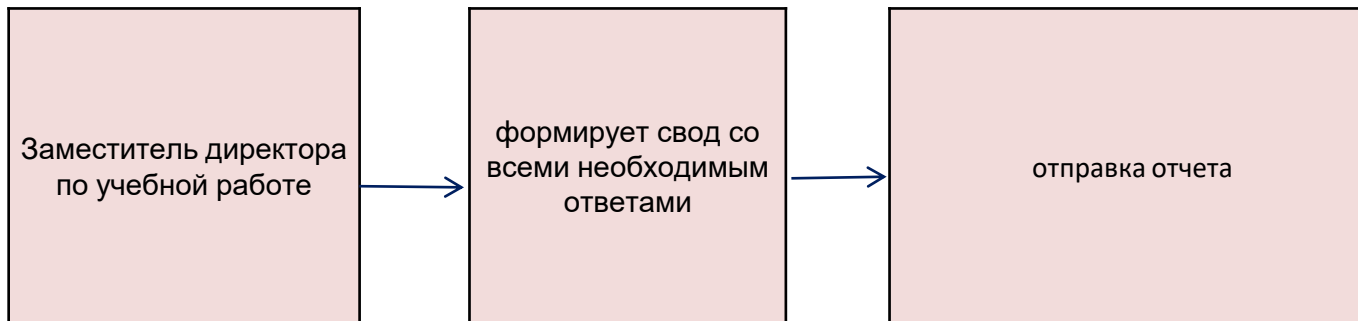 Заместитель директора
по учебной работе
формирует свод со
всеми необходимым
ответами
отправка отчета